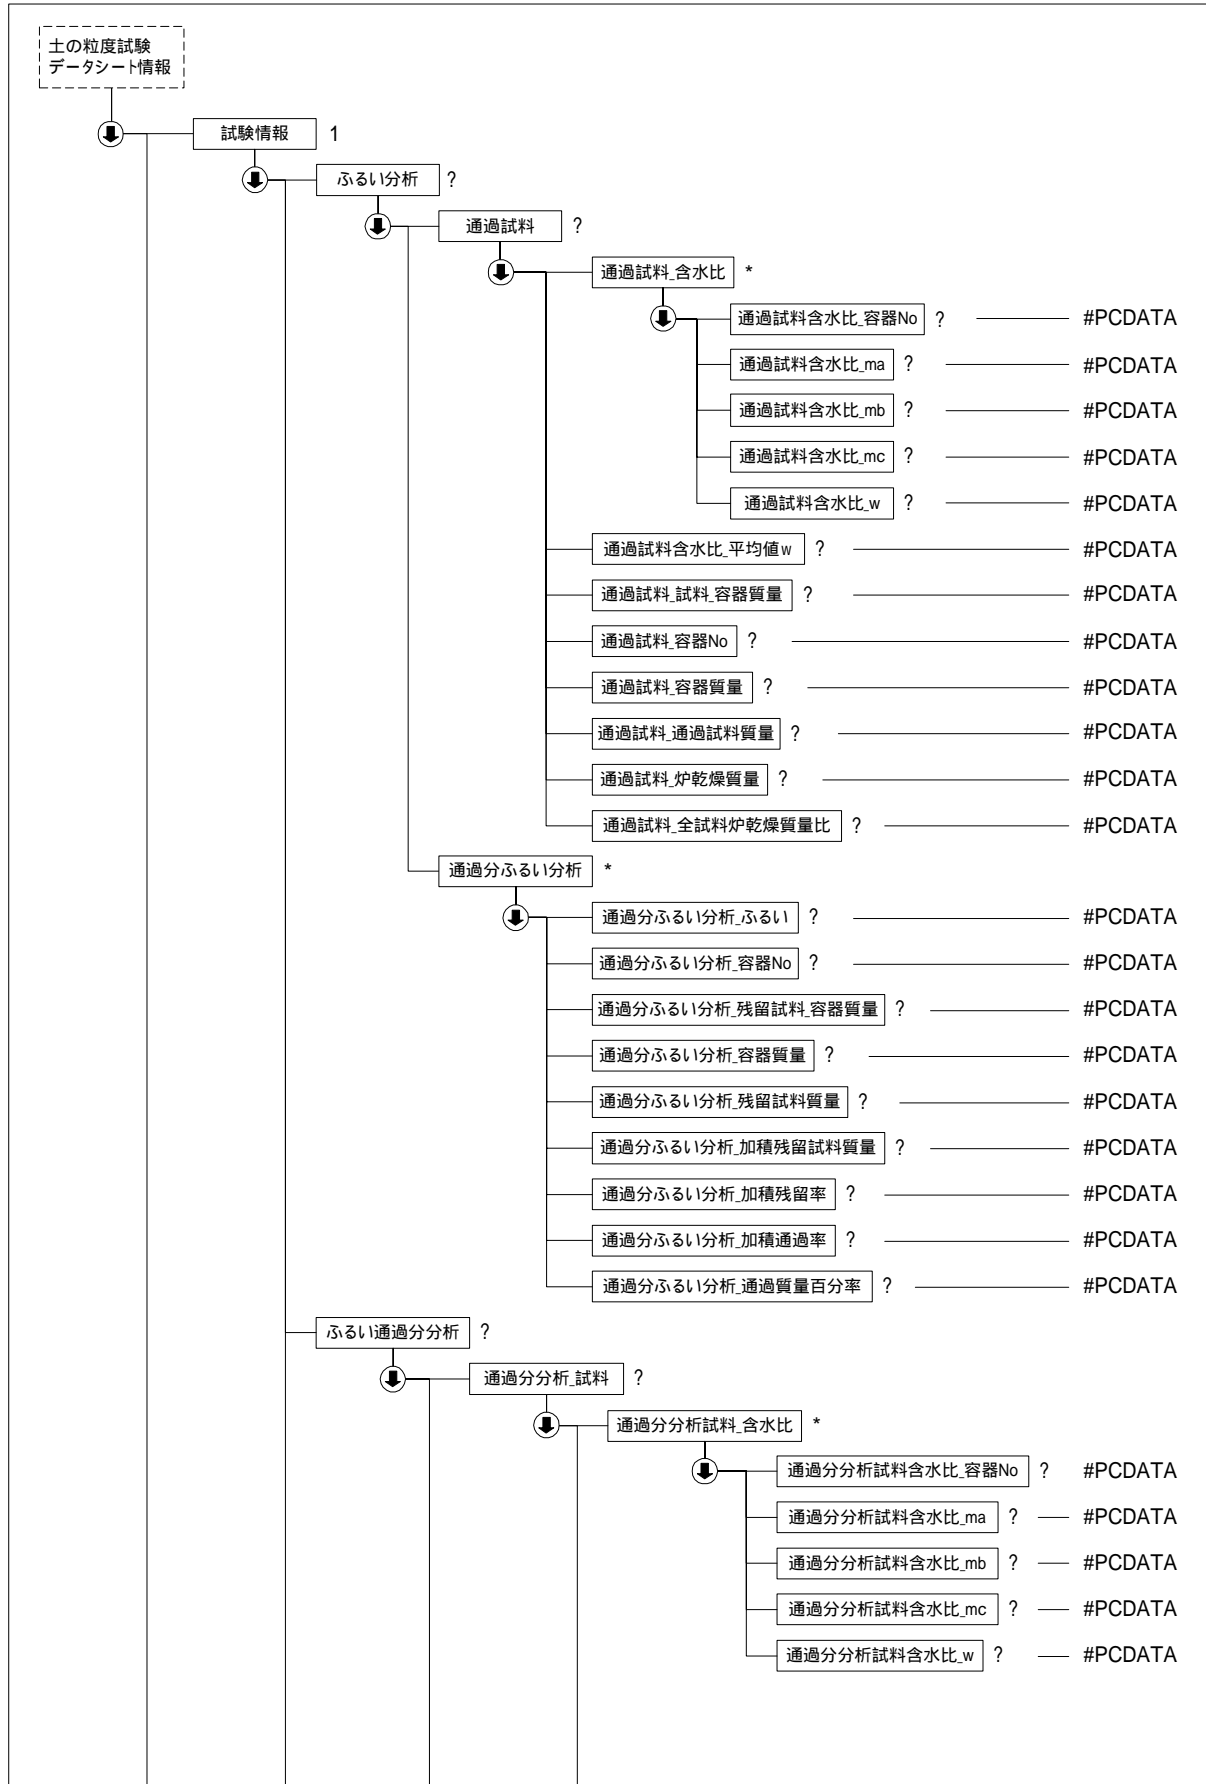 土の粒度試験
データシート情報
試験情報 1
ふるい分析 ?
通過試料 ?
通過試料_含水比 *
通過試料含水比_容器No ? #PCDATA
通過試料含水比_ma ? #PCDATA
通過試料含水比_mb ? #PCDATA
通過試料含水比_mc ? #PCDATA
通過試料含水比_w ? #PCDATA
通過試料含水比_平均値w ? #PCDATA
通過試料_試料_容器質量 ? #PCDATA
通過試料_容器No ? #PCDATA
通過試料_容器質量 ? #PCDATA
通過試料_通過試料質量 ? #PCDATA
通過試料_炉乾燥質量 ? #PCDATA
通過試料_全試料炉乾燥質量比 ? #PCDATA
通過分ふるい分析 *
通過分ふるい分析_ふるい ? #PCDATA
通過分ふるい分析_容器No ? #PCDATA
通過分ふるい分析_残留試料_容器質量 ? #PCDATA
通過分ふるい分析_容器質量 ? #PCDATA
通過分ふるい分析_残留試料質量 ? #PCDATA
通過分ふるい分析_加積残留試料質量 ? #PCDATA
通過分ふるい分析_加積残留率 ? #PCDATA
通過分ふるい分析_加積通過率 ? #PCDATA
通過分ふるい分析_通過質量百分率 ? #PCDATA
ふるい通過分分析 ?
通過分分析_試料 ?
通過分分析試料_含水比 *
通過分分析試料含水比_容器No ? #PCDATA
通過分分析試料含水比_ma ? #PCDATA
通過分分析試料含水比_mb ? #PCDATA
通過分分析試料含水比_mc ? #PCDATA
通過分分析試料含水比_w ? #PCDATA